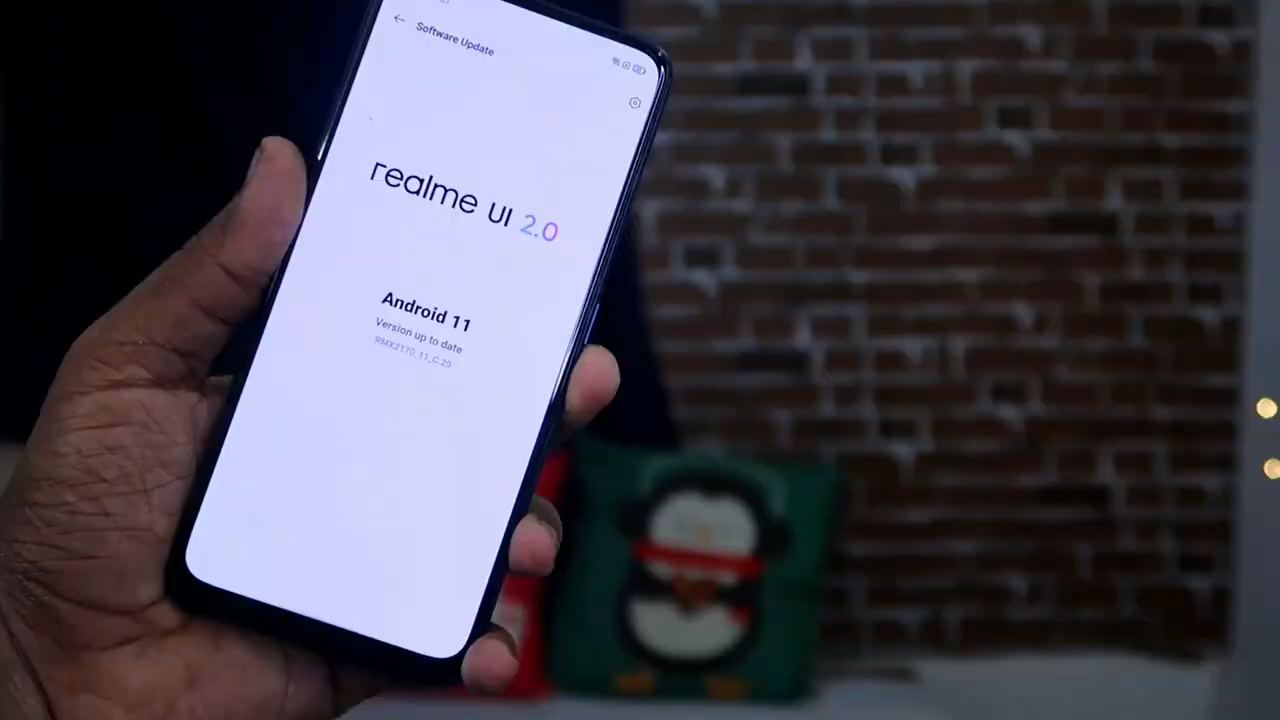 Software Update
realme UI 2.0
Android 11
Version up to date
RMX2170_11_C.20